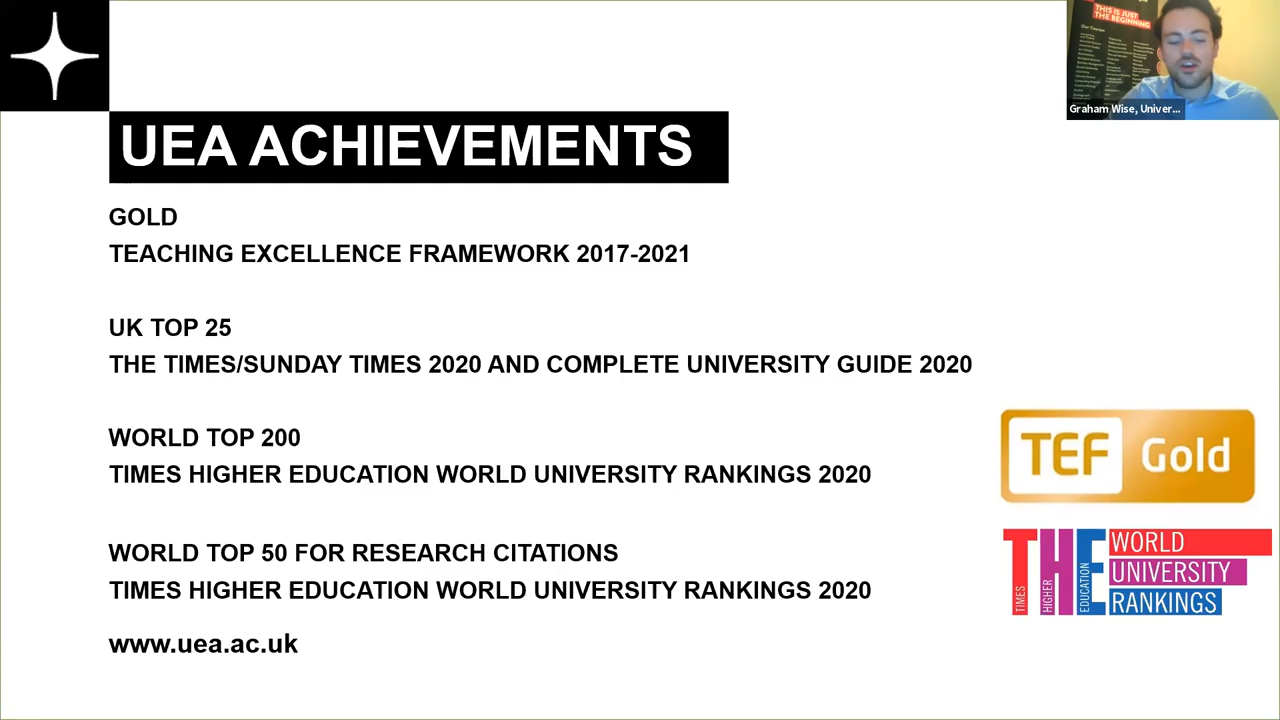 THIS IS JUST
THE BEGINNING
Our Courses
Graham Wise, Univer...
UEA ACHIEVEMENTS
GOLD
TEACHING EXCELLENCE FRAMEWORK 2017-2021
UK TOP 25
THE TIMES/SUNDAY TIMES 2020 AND COMPLETE UNIVERSITY GUIDE 2020
WORLD TOP 200
TIMES HIGHER EDUCATION WORLD UNIVERSITY RANKINGS 2020
WORLD TOP 50 FOR RESEARCH CITATIONS
TIMES HIGHER EDUCATION WORLD UNIVERSITY RANKINGS 2020
www.uea.ac.uk
TEF Gold
THE
TIMES
HIGHER
EDUCATION
WORLD
UNIVERSITY
RANKINGS